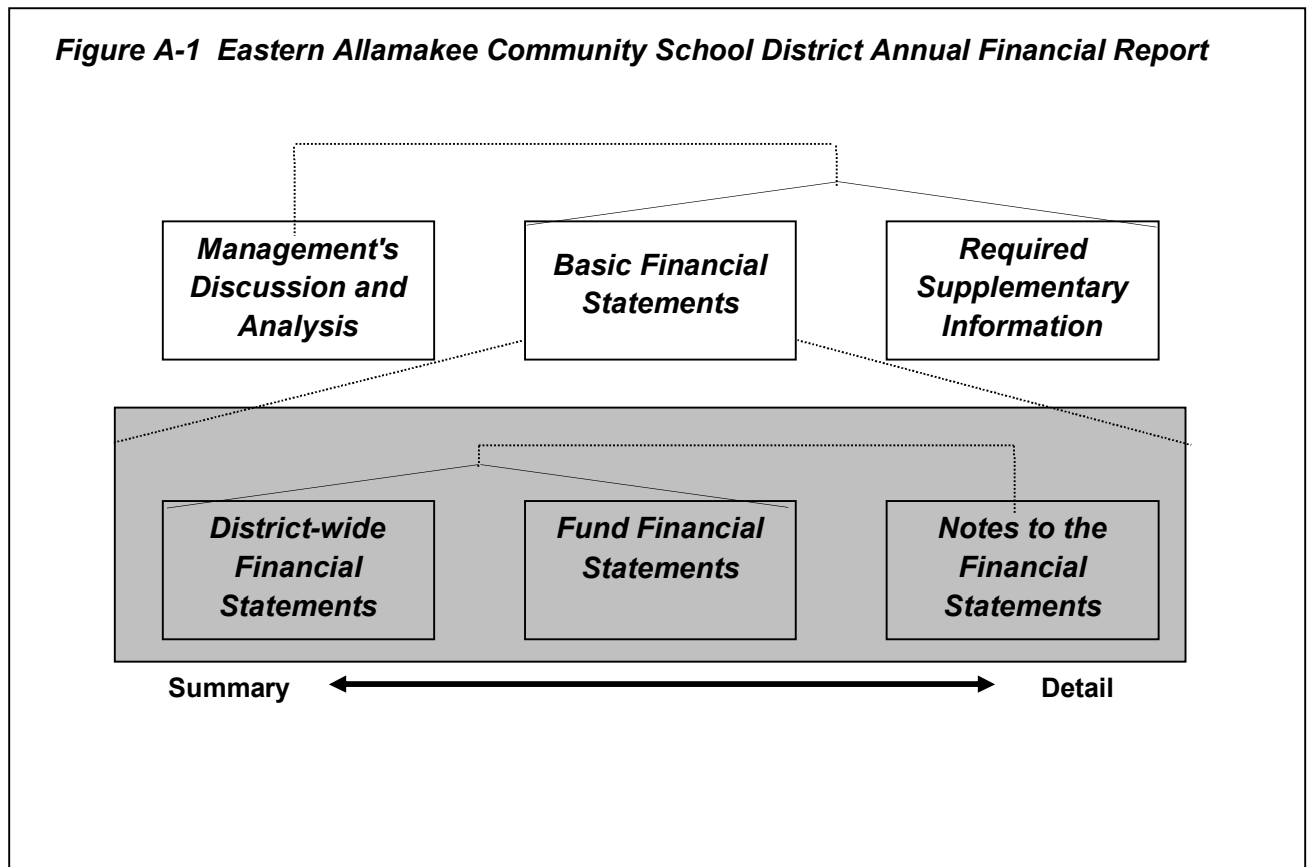 Figure A-1 Eastern Allamakee Community School District Annual Financial Report
Management's
Discussion and
Analysis
Basic Financial
Statements
Required
Supplementary
Information
District-wide
Financial
Statements
Fund Financial
Statements
Notes to the
Financial
Statements
Summary
Detail